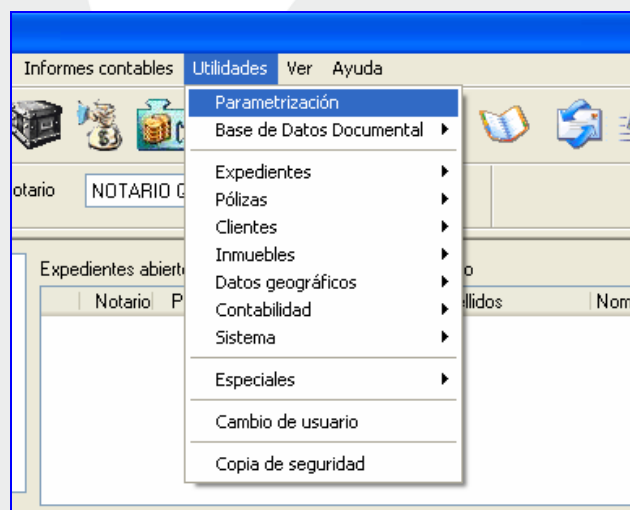 Informes contables Utilidades Ver Ayuda
Parametrización
Base de Datos Documental
Expedientes
Pólizas
Clientes
Inmuebles
Datos geográficos
Contabilidad
Sistema
Especiales
Cambio de usuario
Copia de seguridad
otario NOTARIO
Expedientes abiert o
Notario P llidos Nom